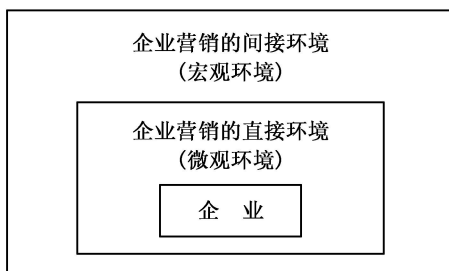 企业营销的间接环境
（宏观环境）
企业营销的直接环境
（微观环境）
企　业